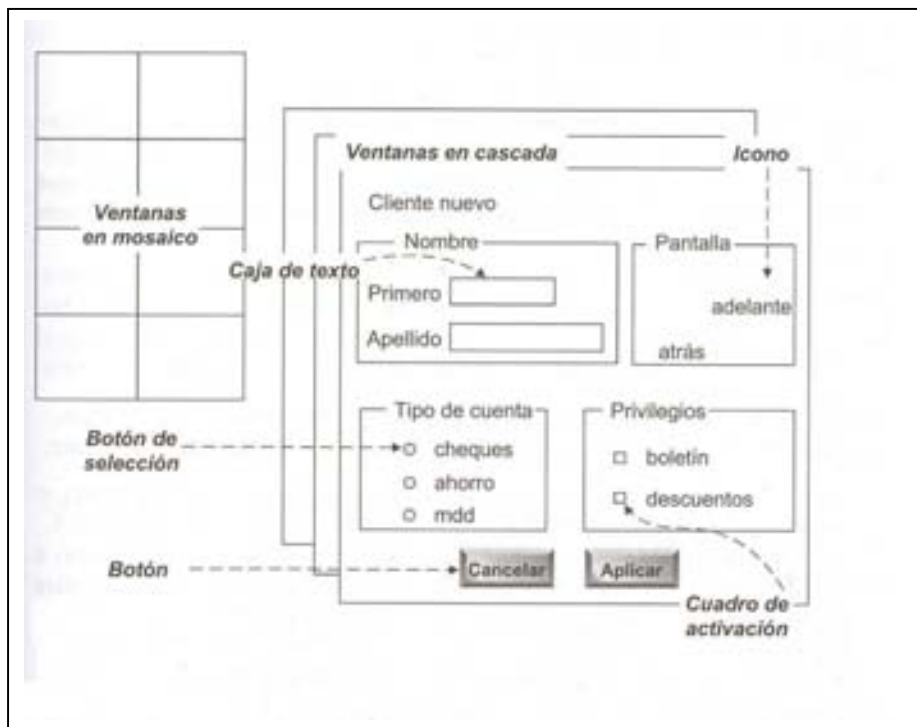 Ventanas en cascada
Icono
Cliente nuevo
Ventanas
en mosaico
Nombre
Pantalla
Caja de texto
Primero
adelante
Apellido
atrás
Tipo de cuenta
Privilegios
Botón de
selección
cheques
boletín
ahorro
descuentos
mdd
Botón
Cancelar
Aplicar
Cuadro de
activación